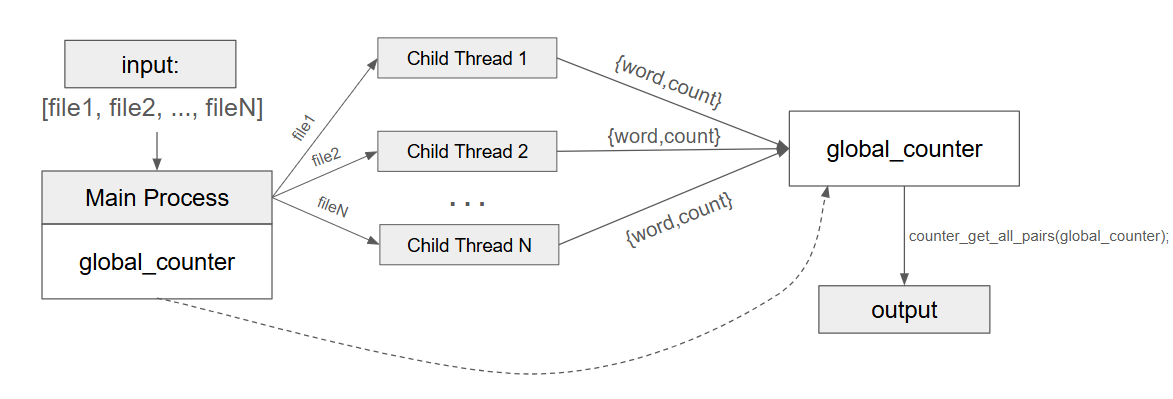 input:
[file1, file2, ..., fileN]
Main Process
global_counter
file1
file2
fileN
Child Thread 1
Child Thread 2
...
Child Thread N
{word,count}
{word,count}
{word,count}
global_counter
counter_get_all_pairs(global_counter);
output